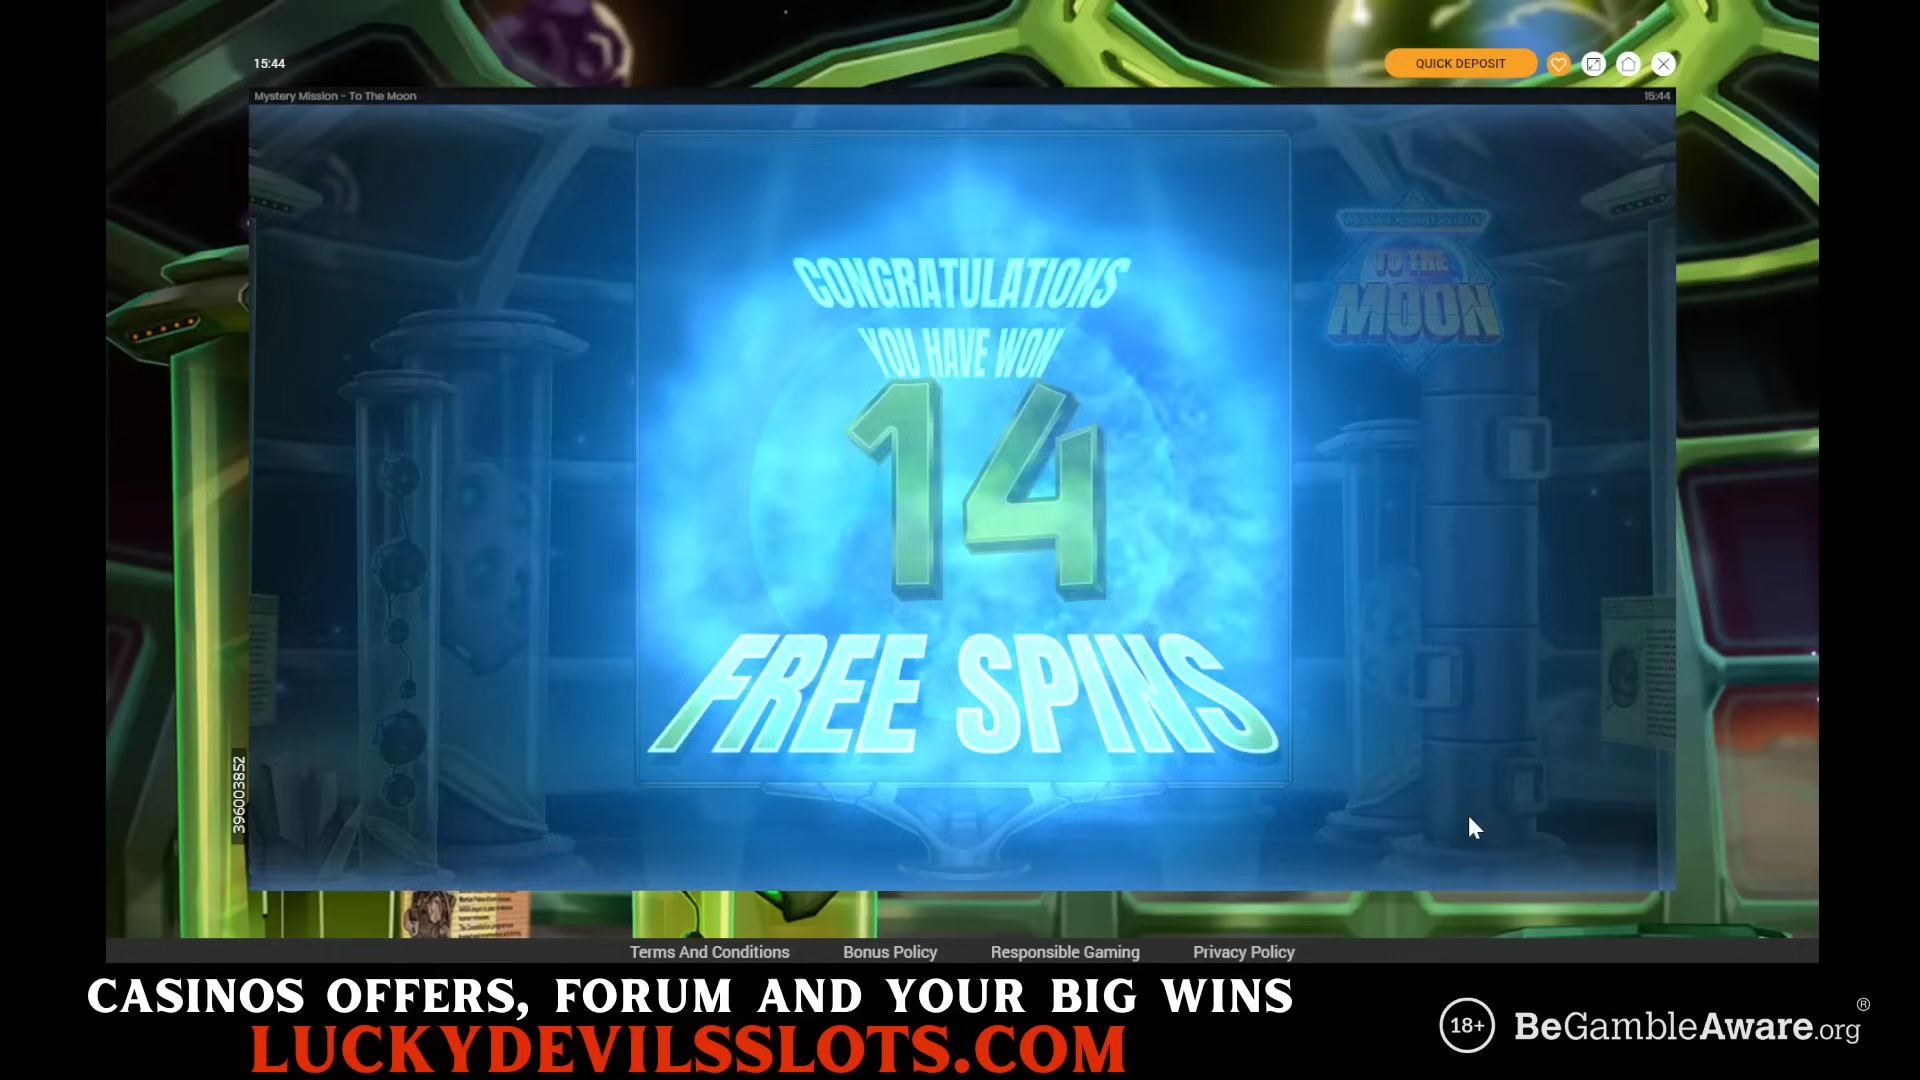 15:44
QUICK DEPOSIT
Mystery Mission - To The Moon
15:44
MYSTERY MISSION
TO THE
MOON
CONGRATULATIONS
YOU HAVE WON
14
FREE SPINS
396003852
Terms And Conditions
Bonus Policy
Responsible Gaming
Privacy Policy
CASINOS OFFERS, FORUM AND YOUR BIG WINS
LUCKYDEVILSSLOTS.COM
18+
BeGambleAware.org®